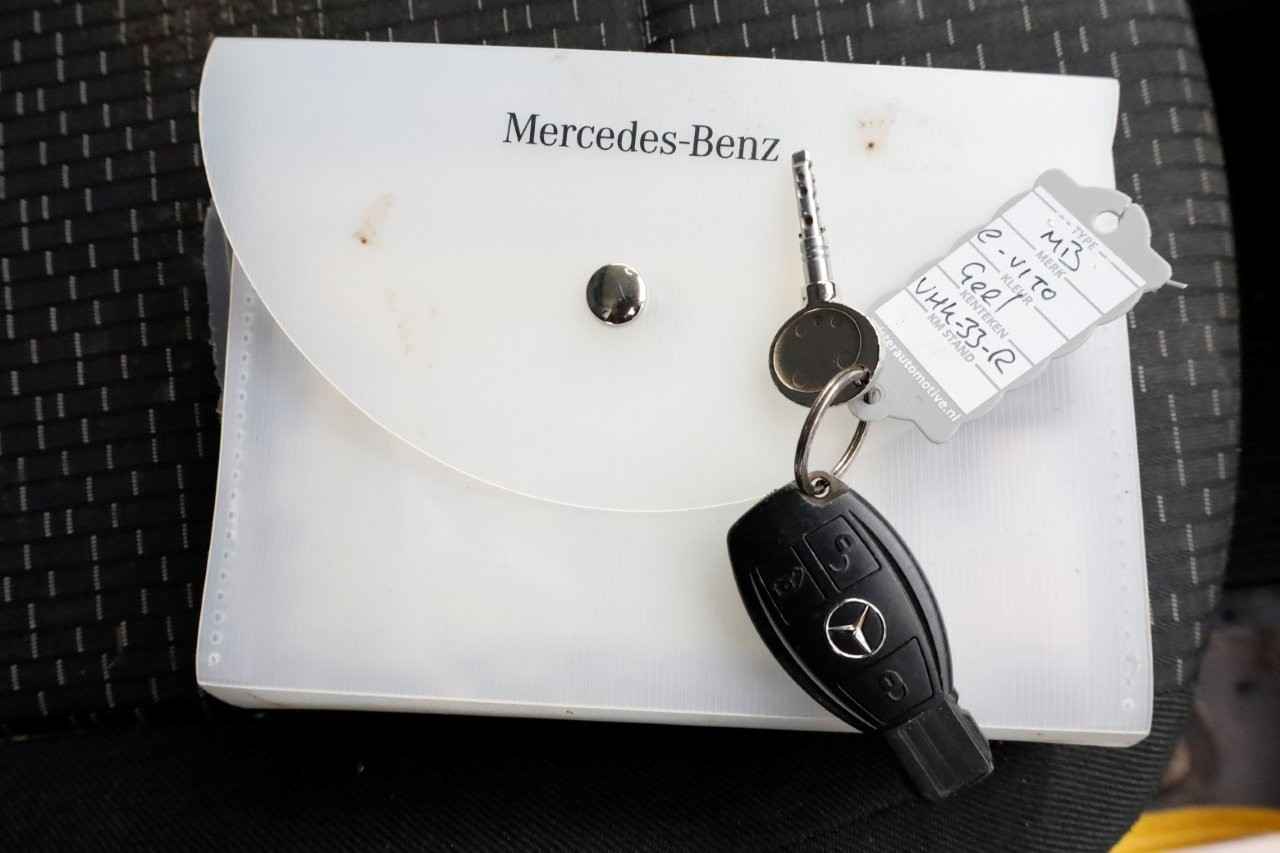 Mercedes-Benz
TYPE
MB
MERK
e-VITO
KLEUR
Geel
KENTEKEN
VHK-33-R
KM STAND
automotive.nl